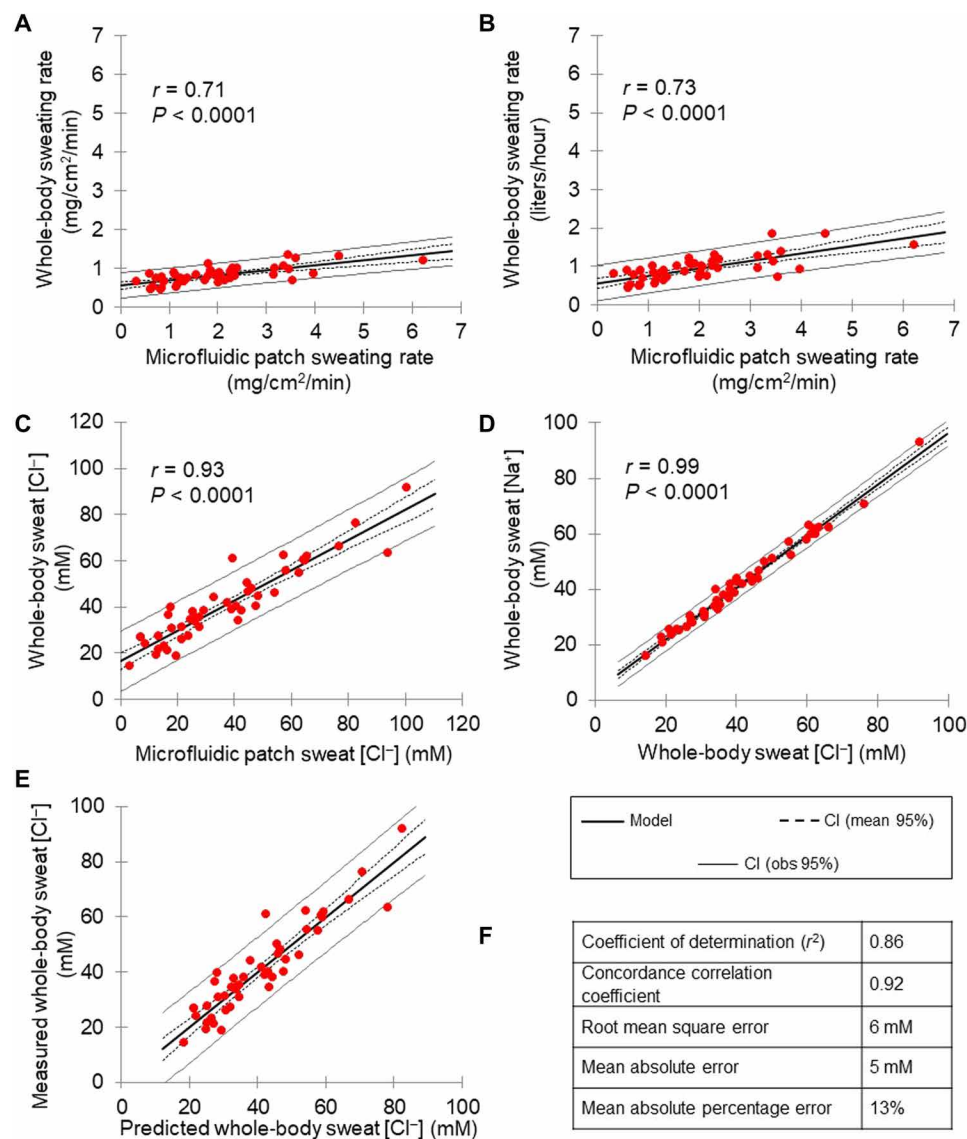 A
Whole-body sweating rate
(mg/cm²/min)
7
6
5
4
3
2
1
0
r = 0.71
P < 0.0001
0 1 2 3 4 5 6 7
Microfluidic patch sweating rate
(mg/cm²/min)
B
Whole-body sweating rate
(liters/hour)
7
6
5
4
3
2
1
0
r = 0.73
P < 0.0001
0 1 2 3 4 5 6 7
Microfluidic patch sweating rate
(mg/cm²/min)
C
Whole-body sweat [Cl⁻]
(mM)
120
100
80
60
40
20
0
r = 0.93
P < 0.0001
0 20 40 60 80 100 120
Microfluidic patch sweat [Cl⁻] (mM)
D
Whole-body sweat [Na⁺]
(mM)
100
80
60
40
20
0
r = 0.99
P < 0.0001
0 20 40 60 80 100
Whole-body sweat [Cl⁻] (mM)
E
Measured whole-body sweat [Cl⁻]
(mM)
100
80
60
40
20
0
0 20 40 60 80 100
Predicted whole-body sweat [Cl⁻] (mM)
Model
CI (mean 95%)
CI (obs 95%)
F
Coefficient of determination (r²) 0.86
Concordance correlation
coefficient 0.92
Root mean square error 6 mM
Mean absolute error 5 mM
Mean absolute percentage error 13%